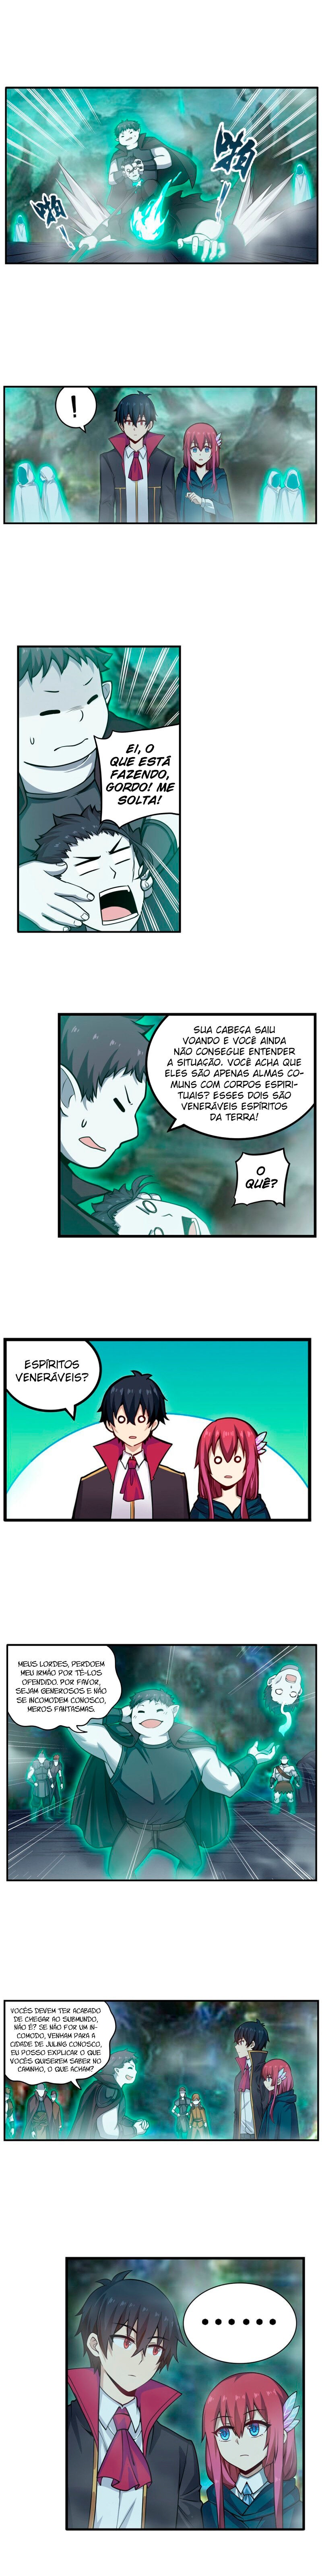 啪
啪
!
EI, O
QUE ESTÁ
FAZENDO,
GORDO! ME
SOLTA!
SUA CABEÇA SAIU
VOANDO E VOCÊ AINDA
NÃO CONSEGUE ENTENDER
A SITUAÇÃO. VOCÊ ACHA QUE
ELES SÃO APENAS ALMAS CO-
MUNS COM CORPOS ESPIRI-
TUAIS? ESSES DOIS SÃO
VENERÁVEIS ESPÍRITOS
DA TERRA!
O
QUÊ?
ESPÍRITOS
VENERÁVEIS?
MEUS LORDES, PERDOEM
MEU IRMÃO POR TÊ-LOS
OFENDIDO. POR FAVOR,
SEJAM GENEROSOS E NÃO
SE INCOMODEM CONOSCO,
MEROS FANTASMAS.
VOCÊS DEVEM TER ACABADO
DE CHEGAR AO SUBMUNDO,
NÃO É? SE NÃO FOR UM IN-
COMODO, VENHAM PARA A
CIDADE DE JULING CONOSCO,
EU POSSO EXPLICAR O QUE
VOCÊS QUISEREM SABER NO
CAMINHO, O QUE ACHAM?
......